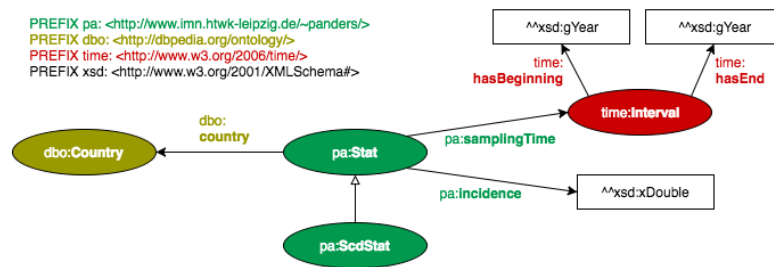 PREFIX pa: <http://www.imn.htwk-leipzig.de/~panders/>
PREFIX dbo: <http://dbpedia.org/ontology/>
PREFIX time: <http://www.w3.org/2006/time/>
PREFIX xsd: <http://www.w3.org/2001/XMLSchema#>
^^xsd:gYear
^^xsd:gYear
time:
hasBeginning
time:
hasEnd
dbo:
country
time:Interval
pa:samplingTime
dbo:Country
pa:Stat
pa:incidence
^^xsd:xDouble
pa:ScdStat